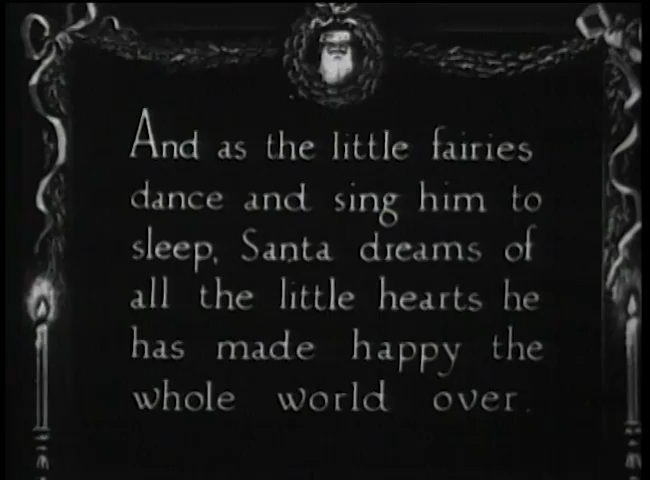 And as the little fairies
dance and sing him to
sleep, Santa dreams of
all the little hearts he
has made happy the
whole world over.